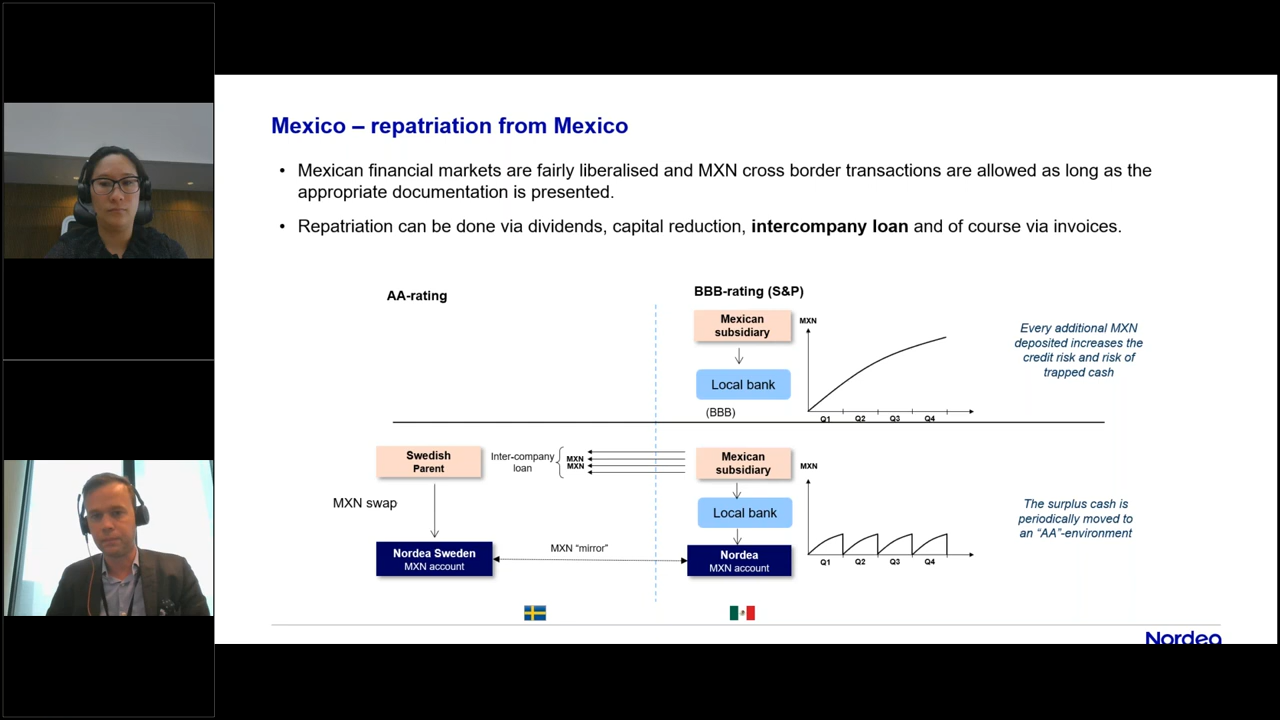 Mexico – repatriation from Mexico
• Mexican financial markets are fairly liberalised and MXN cross border transactions are allowed as long as the
appropriate documentation is presented.
• Repatriation can be done via dividends, capital reduction, intercompany loan and of course via invoices.
AA-rating
BBB-rating (S&P)
Mexican
subsidiary
Local bank
(BBB)
MXN
Q1 Q2 Q3 Q4
Every additional MXN
deposited increases the
credit risk and risk of
trapped cash
Swedish
Parent
Inter-company
loan
MXN
MXN
Mexican
subsidiary
MXN swap
Local bank
Nordea Sweden
MXN account
MXN “mirror”
Nordea
MXN account
MXN
Q1 Q2 Q3 Q4
The surplus cash is
periodically moved to
an “AA”-environment
Nordea